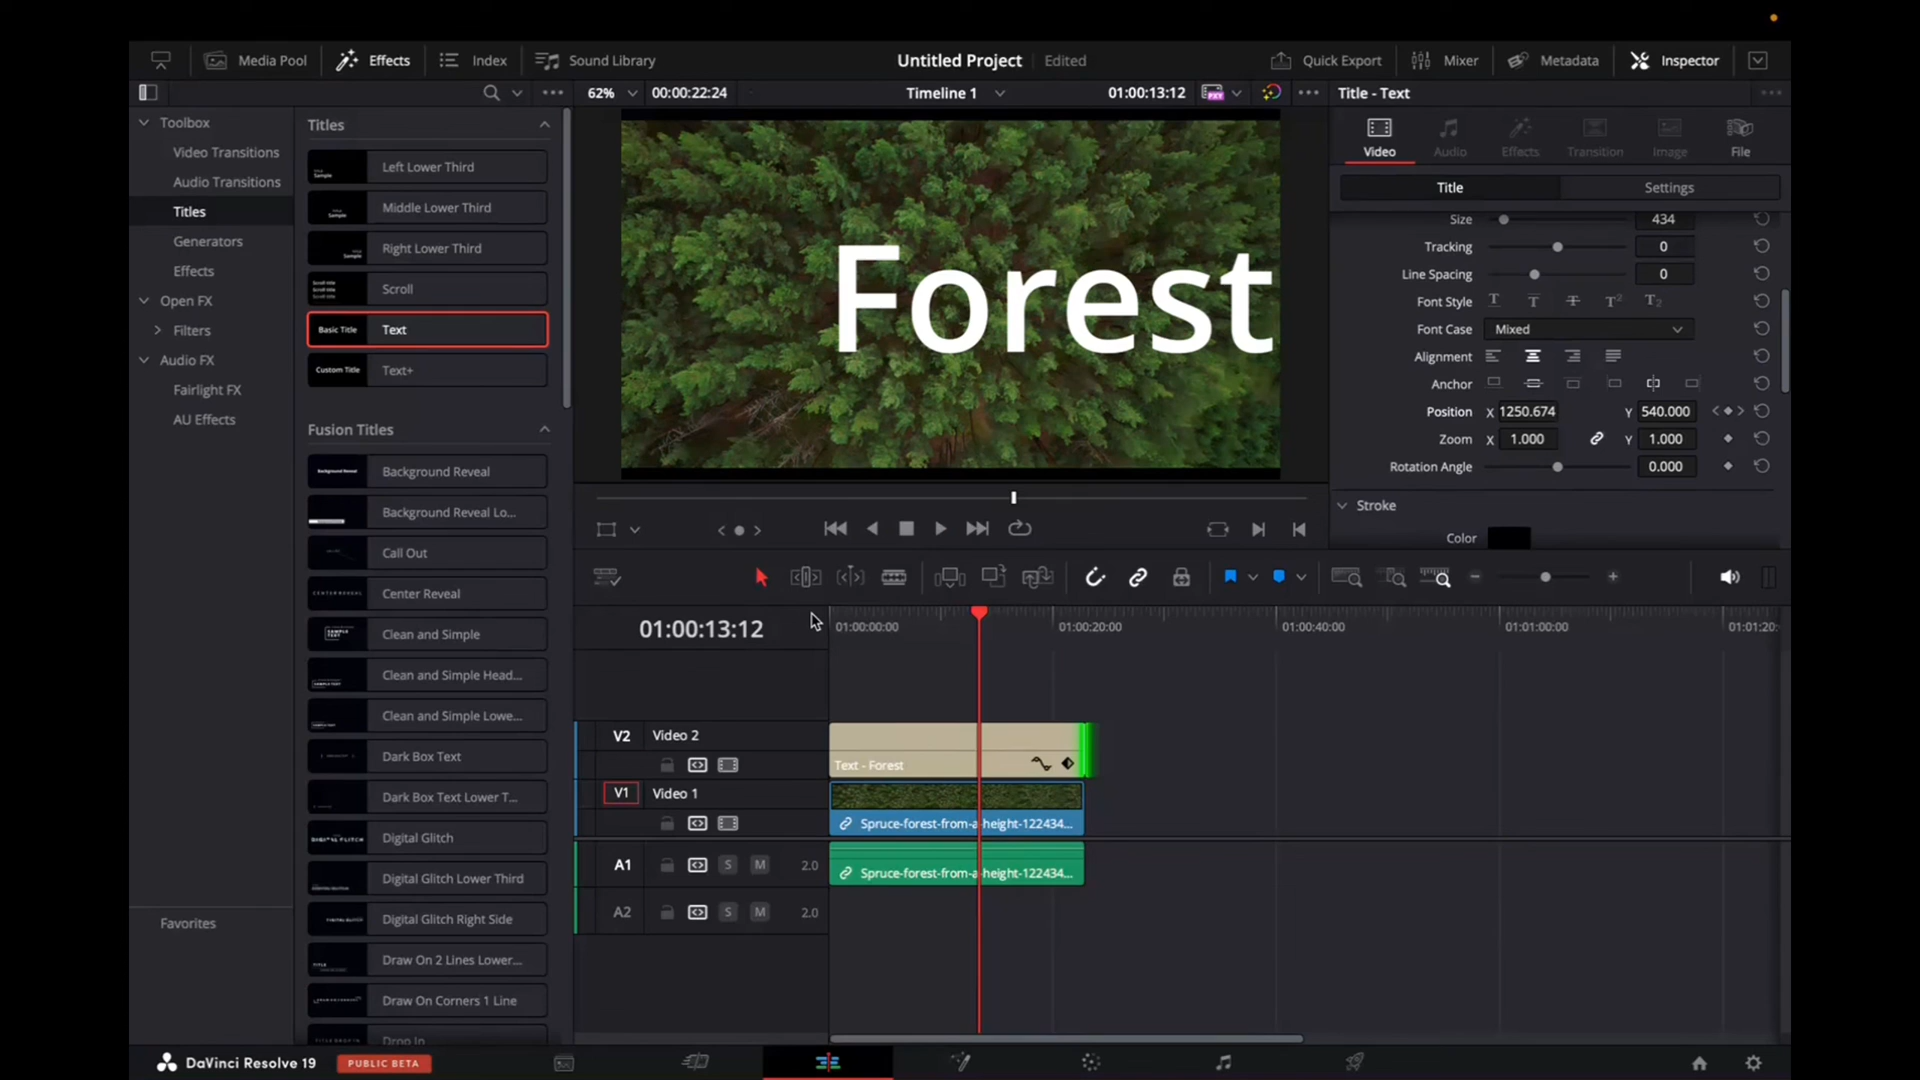 Media Pool
Effects
Index
Sound Library
Untitled Project
Edited
Quick Export
Mixer
Metadata
Inspector
62%
00:00:22:24
Timeline 1
01:00:13:12
Title - Text
Toolbox
Video Transitions
Audio Transitions
Titles
Generators
Effects
Open FX
Filters
Audio FX
Fairlight FX
AU Effects
Favorites
Titles
Left Lower Third
Middle Lower Third
Right Lower Third
Scroll
Basic Title
Text
Custom Title
Text+
Fusion Titles
Background Reveal
Background Reveal Lo...
Call Out
Center Reveal
Clean and Simple
Clean and Simple Head...
Clean and Simple Lowe...
Dark Box Text
Dark Box Text Lower T...
Digital Glitch
Digital Glitch Lower Third
Digital Glitch Right Side
Draw On 2 Lines Lower...
Draw On Corners 1 Line
Drop In
Forest
Video
Audio
Effects
Transition
Image
File
Title
Settings
Size
434
Tracking
0
Line Spacing
0
Font Style
Font Case
Mixed
Alignment
Anchor
Position
X 1250.674
Y 540.000
Zoom
X 1.000
Y 1.000
Rotation Angle
0.000
Stroke
Color
01:00:13:12
01:00:00:00
01:00:20:00
01:00:40:00
01:01:00:00
01:01:20:
V2
Video 2
Text - Forest
V1
Video 1
Spruce-forest-from-a-height-122434...
A1
S
M
2.0
Spruce-forest-from-a-height-122434...
A2
S
M
2.0
DaVinci Resolve 19
PUBLIC BETA